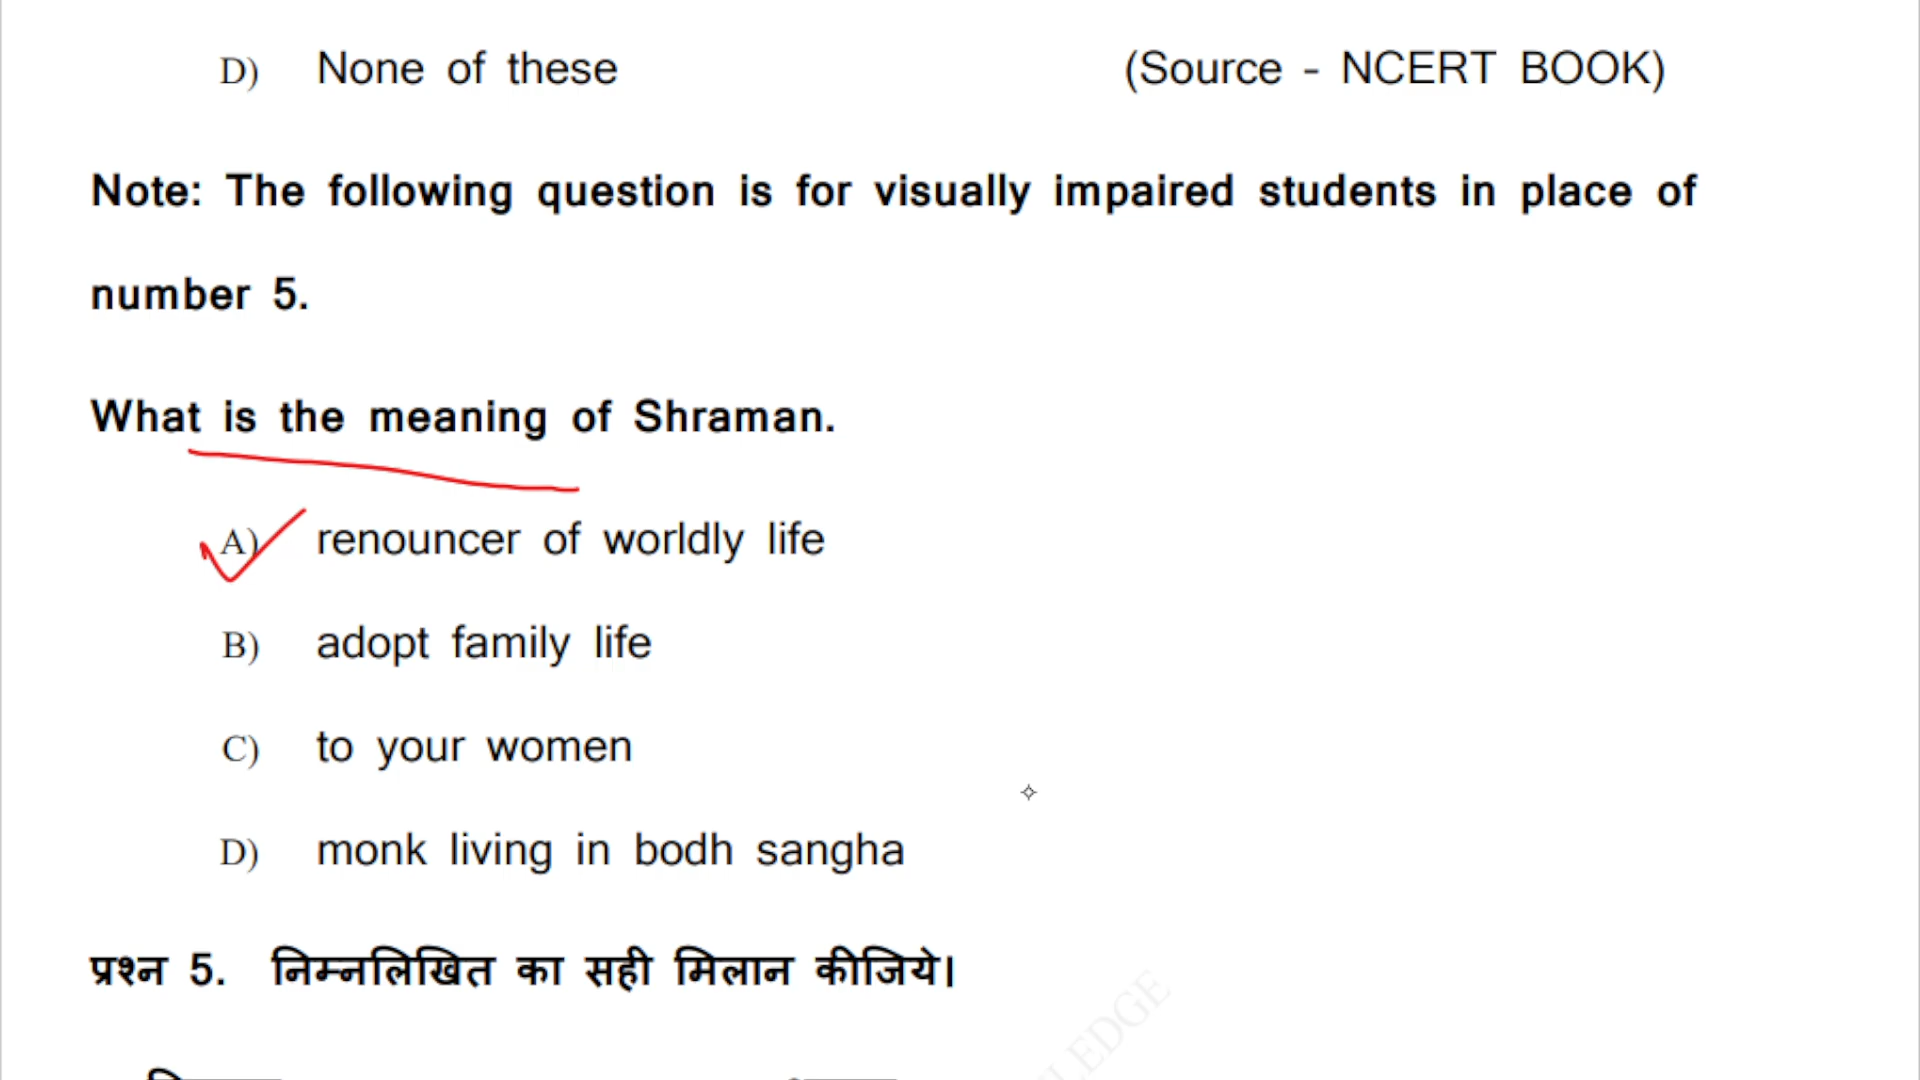 D) None of these (Source - NCERT BOOK)
Note: The following question is for visually impaired students in place of
number 5.
What is the meaning of Shraman.
A) renouncer of worldly life
B) adopt family life
C) to your women
D) monk living in bodh sangha
प्रश्न 5. निम्नलिखित का सही मिलान कीजिये।